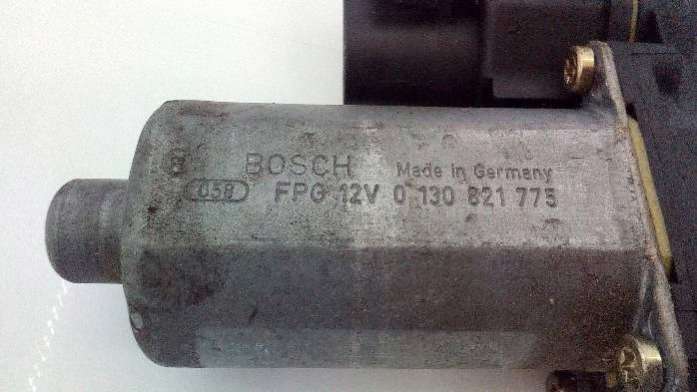 BOSCH Made in Germany
058 FPG 12V 0 130 821 775